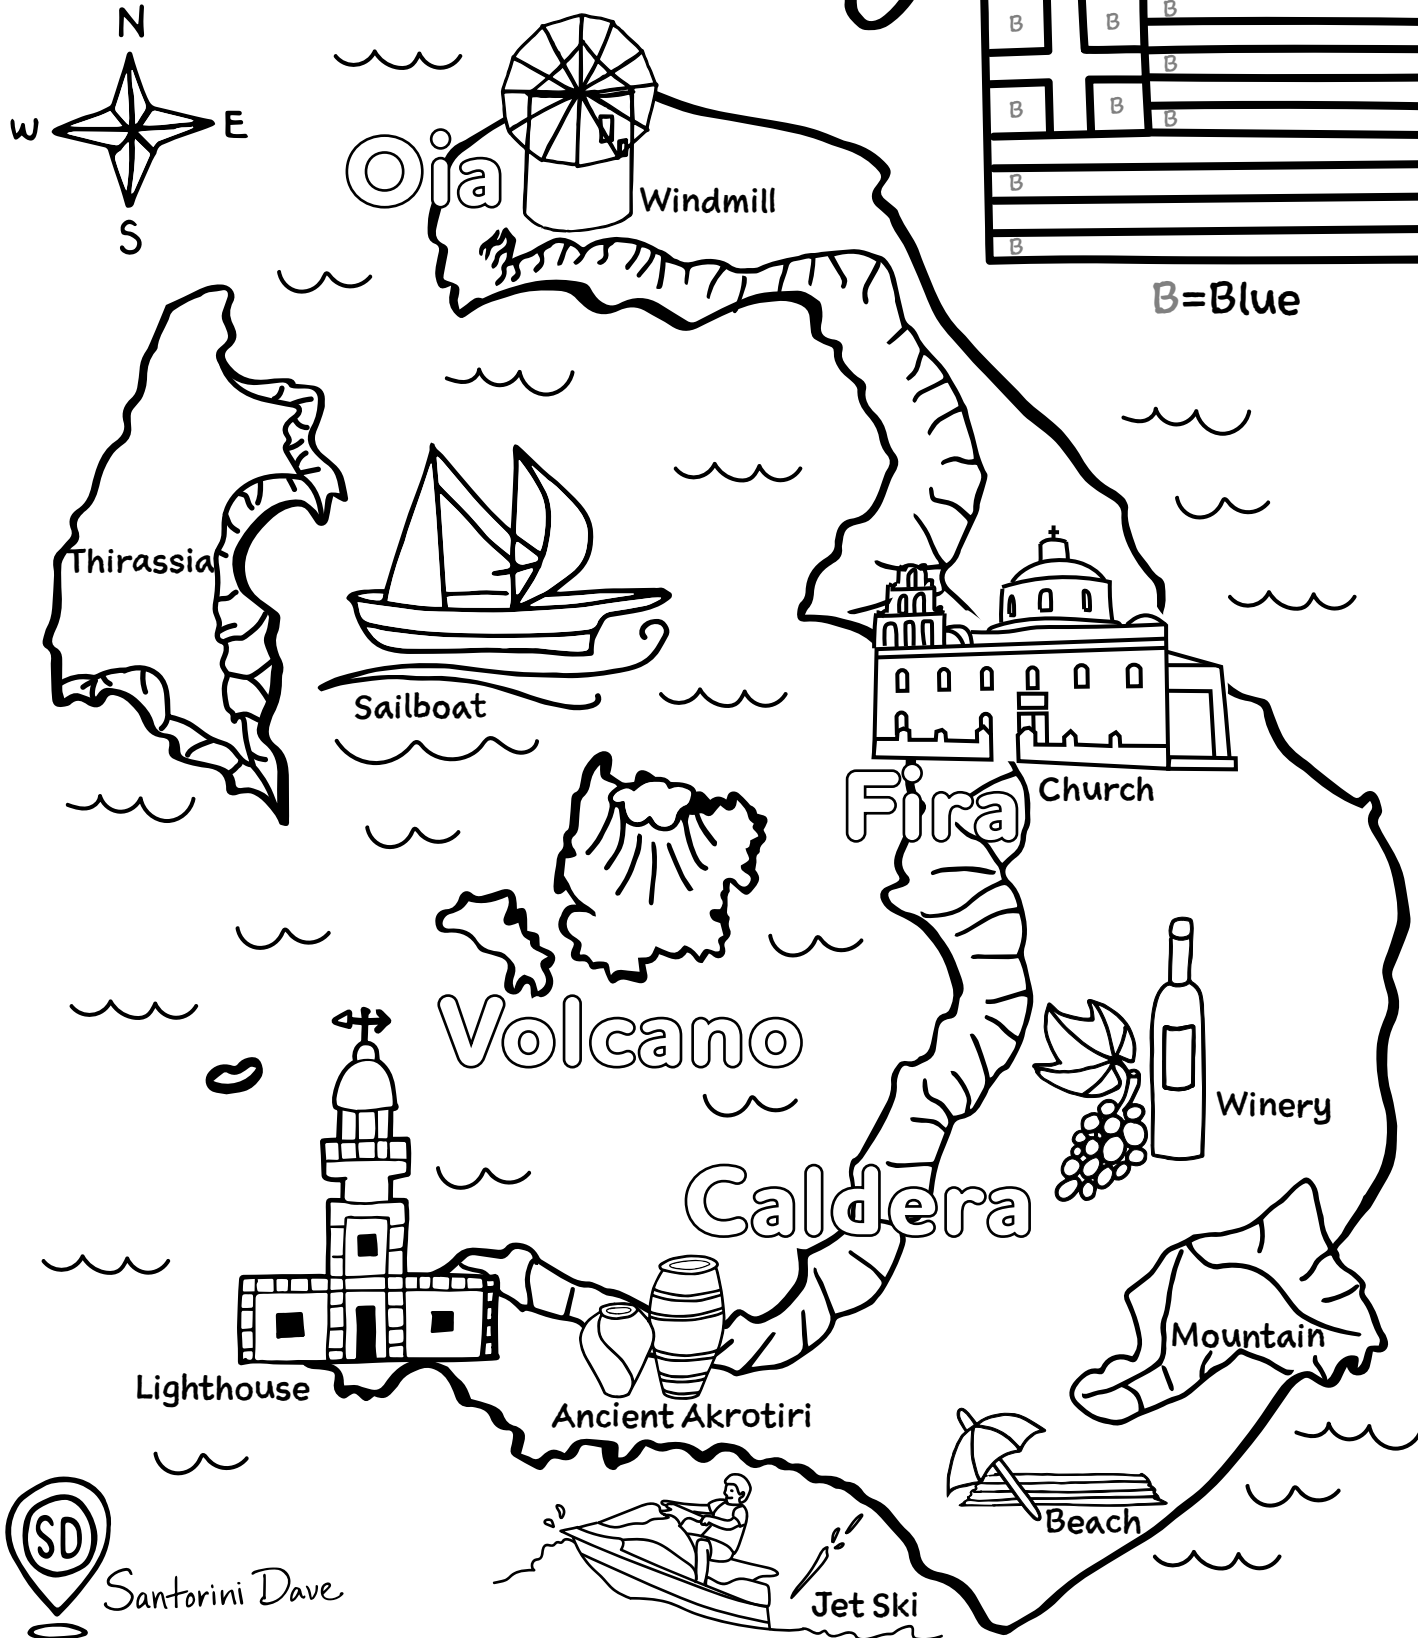 N
W E
S
B B B
B
B B B
B
B
B
B=Blue
Oia
Windmill
Thirassia
Sailboat
Fira
Church
Volcano
Winery
Caldera
Mountain
Lighthouse
Ancient Akrotiri
Beach
Jet Ski
SD
Santorini Dave